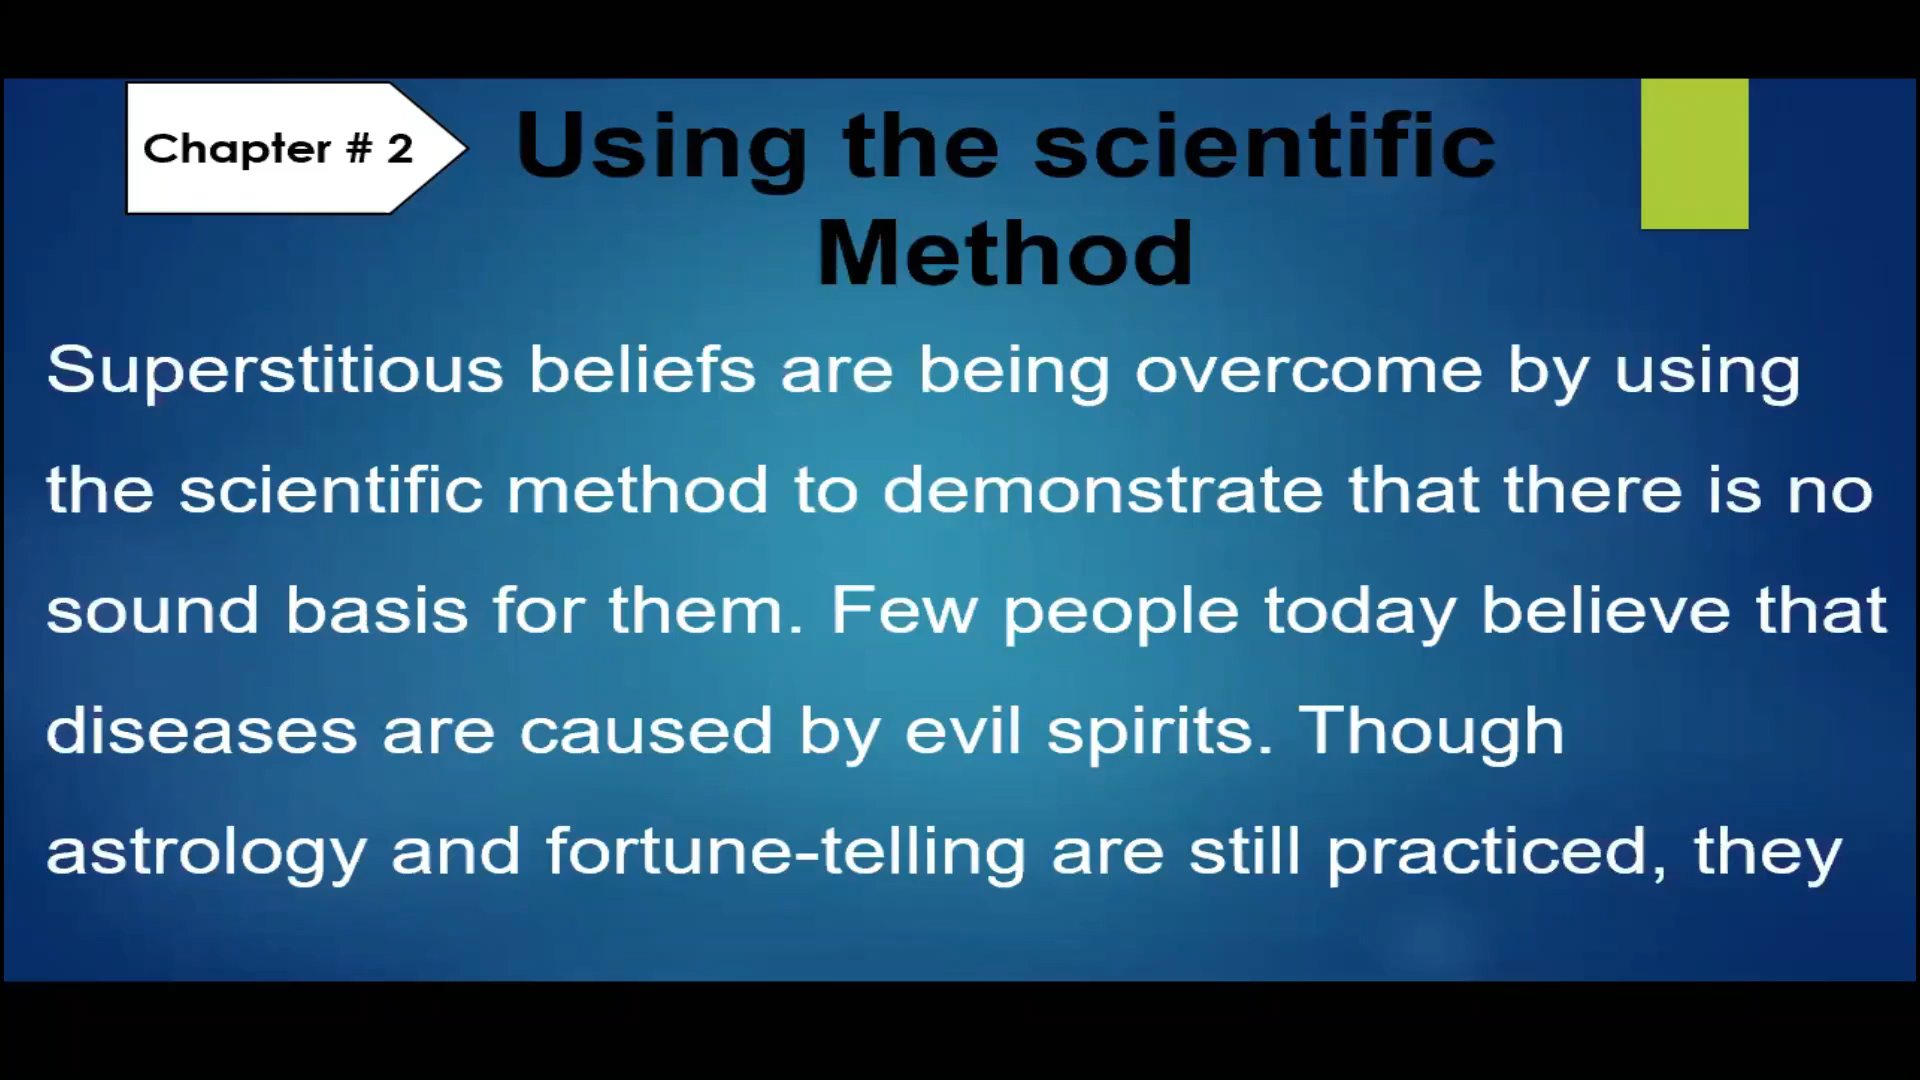 Chapter # 2
Using the scientific
Method
Superstitious beliefs are being overcome by using
the scientific method to demonstrate that there is no
sound basis for them. Few people today believe that
diseases are caused by evil spirits. Though
astrology and fortune-telling are still practiced, they